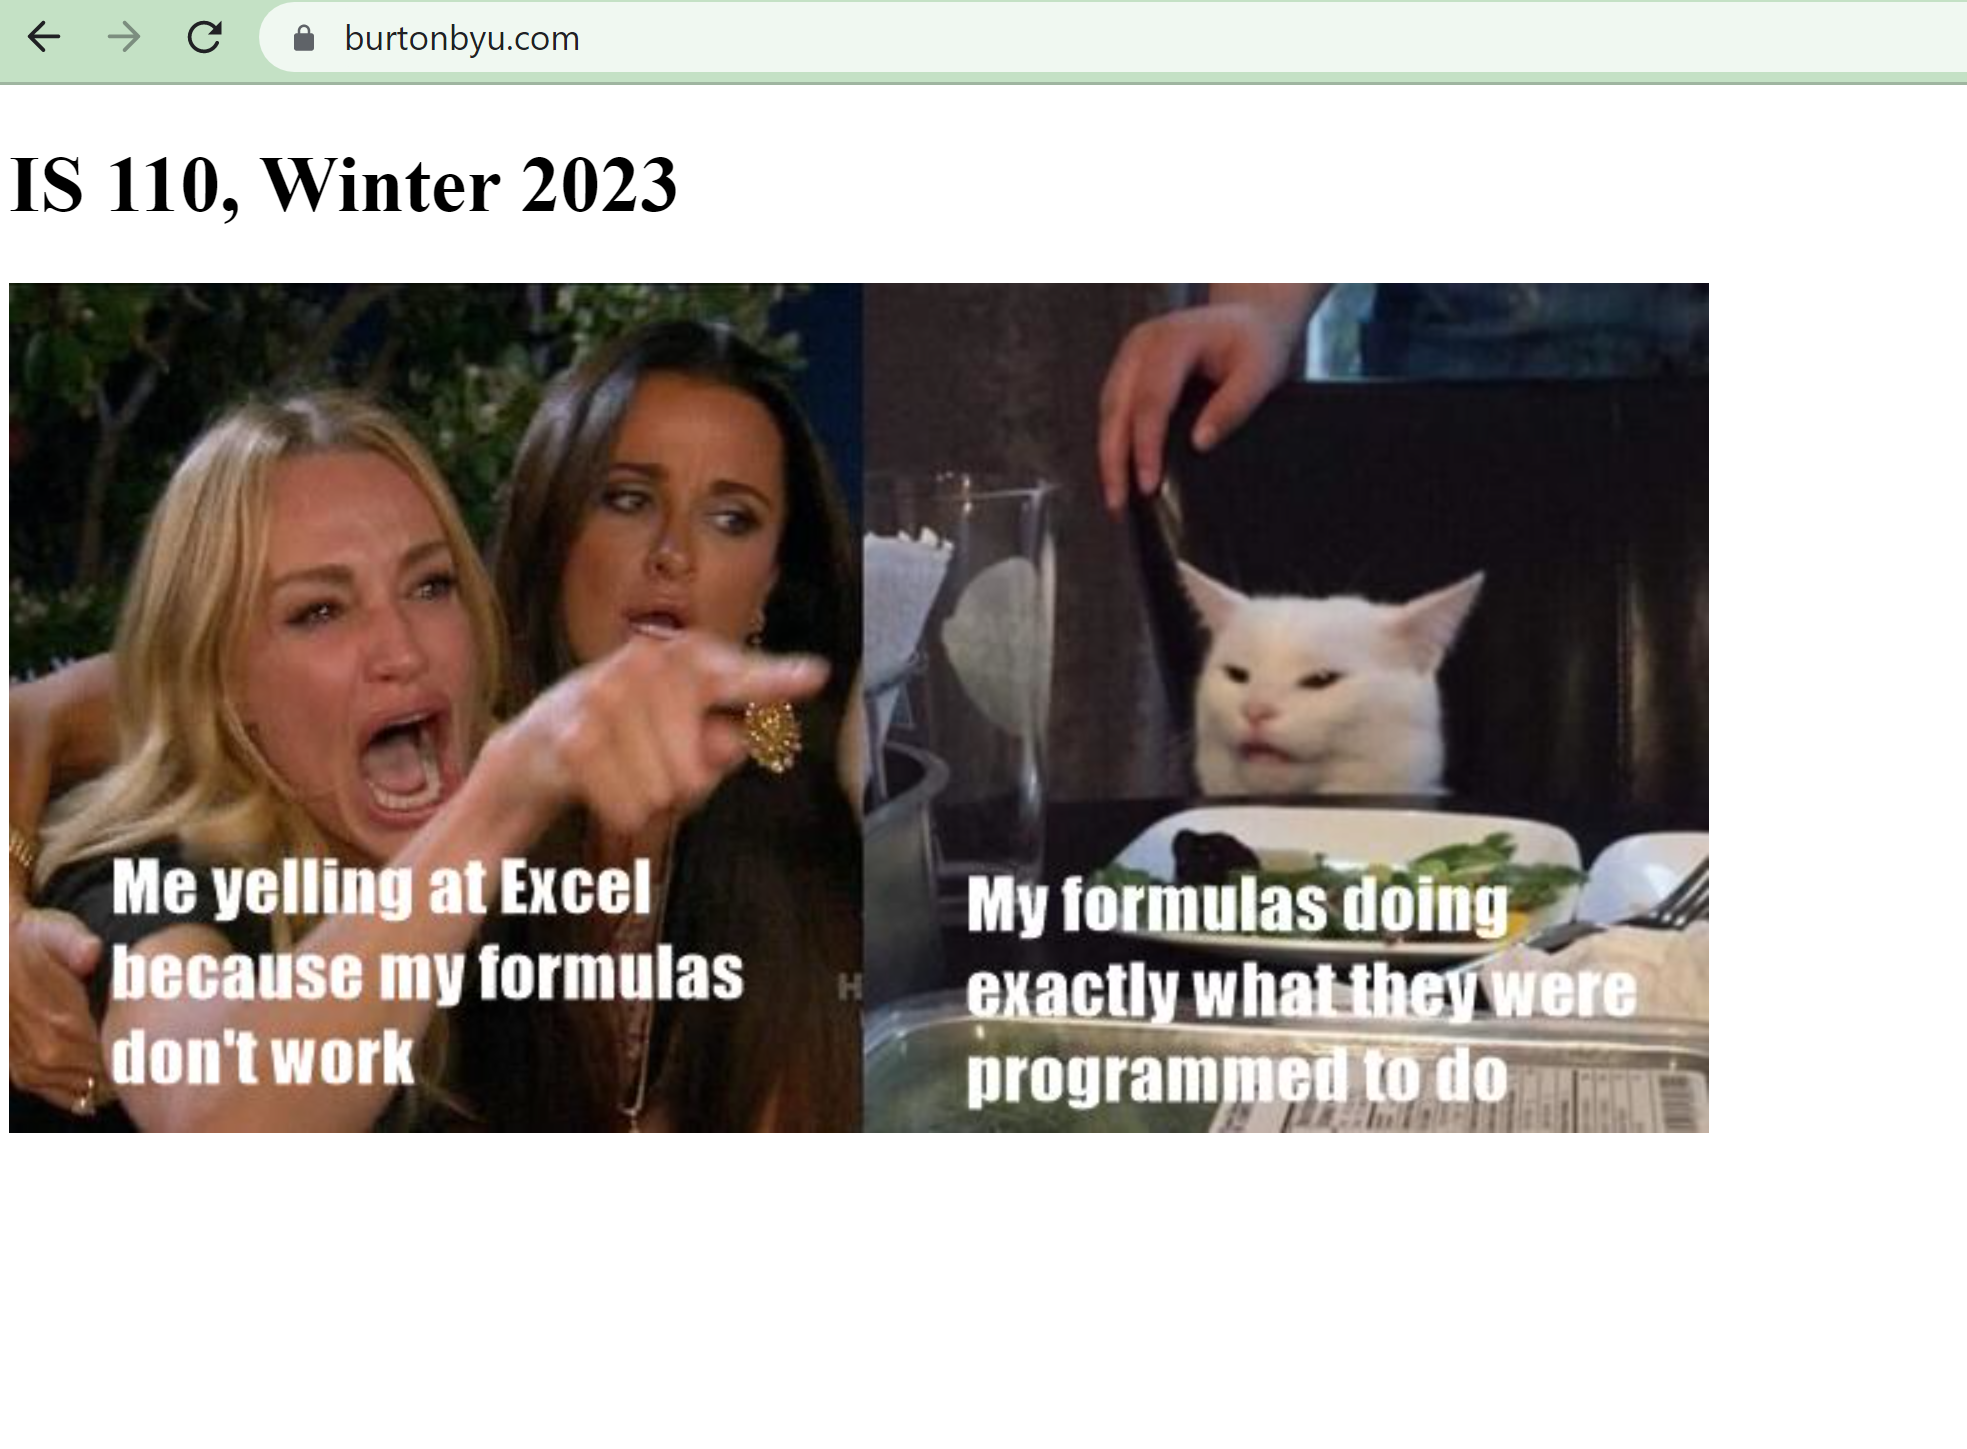 burtonbyu.com
IS 110, Winter 2023
Me yelling at Excel
because my formulas
don't work
My formulas doing
exactly what they were
programmed to do
H